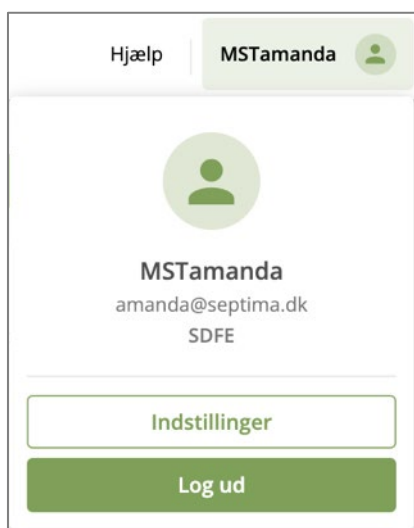 Hjælp
MSTamanda
MSTamanda
amanda@septima.dk
SDFE
Indstillinger
Log ud